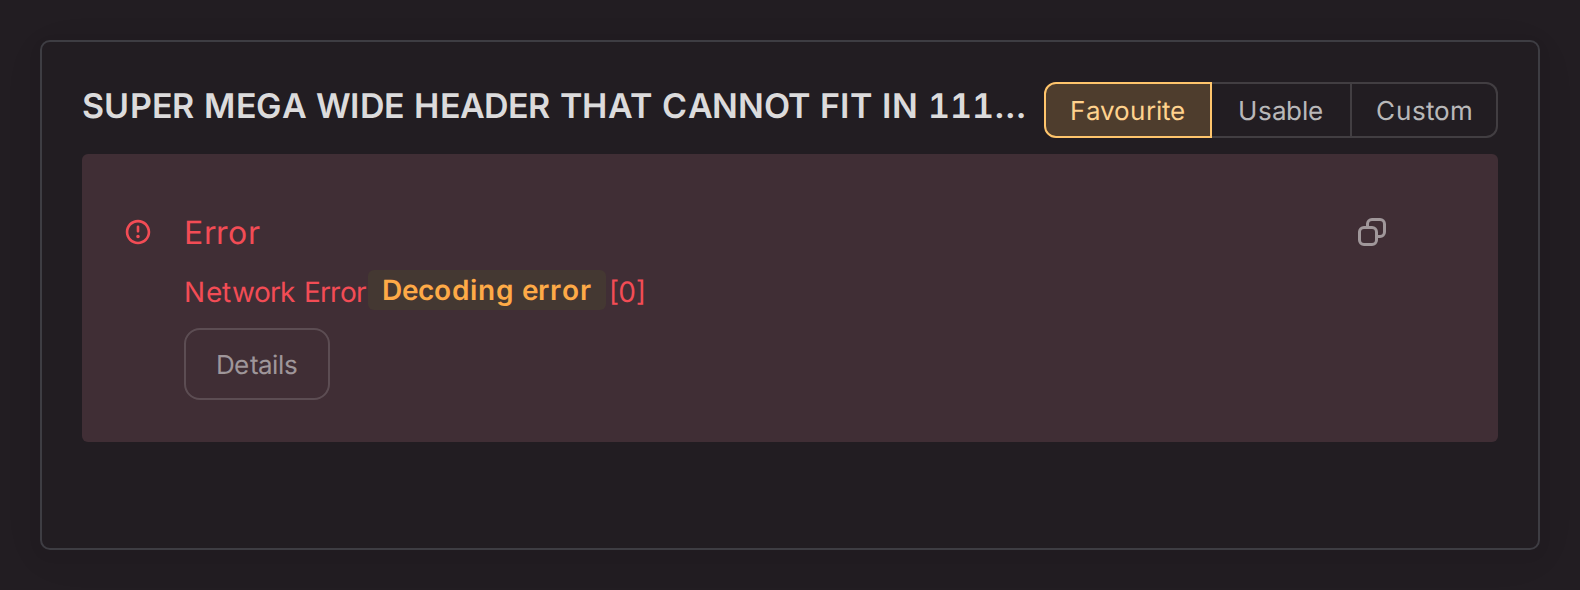 SUPER MEGA WIDE HEADER THAT CANNOT FIT IN 111...
Favourite Usable Custom
Error
Network Error Decoding error [0]
Details